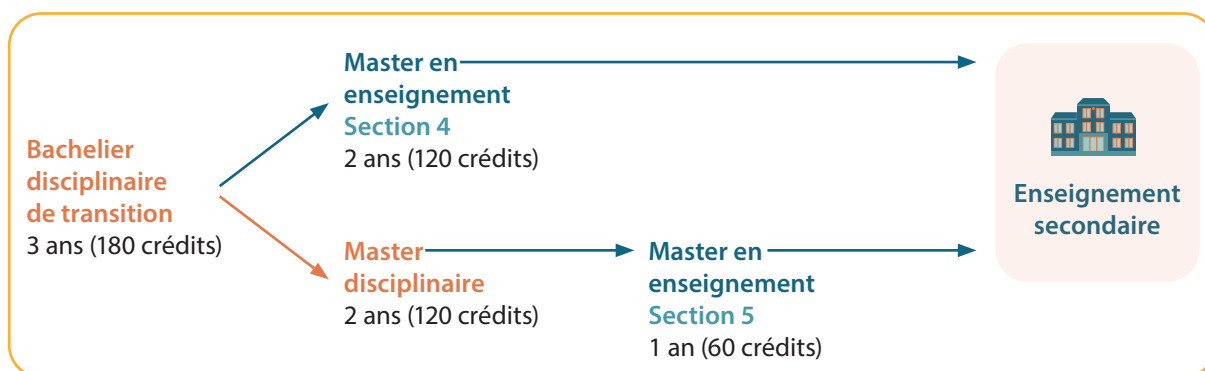 Bachelier
disciplinaire
de transition
3 ans (180 crédits)
Master en
enseignement
Section 4
2 ans (120 crédits)
Master
disciplinaire
2 ans (120 crédits)
Master en
enseignement
Section 5
1 an (60 crédits)
Enseignement
secondaire